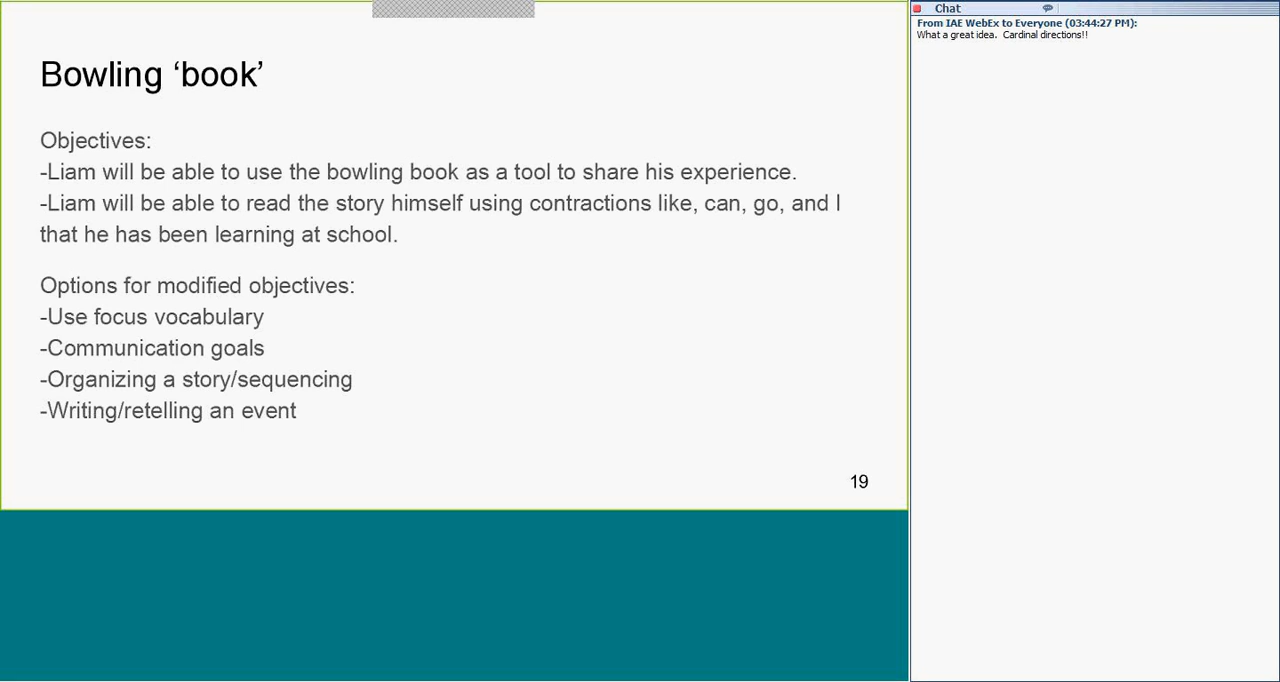 Bowling ‘book’
Objectives:
-Liam will be able to use the bowling book as a tool to share his experience.
-Liam will be able to read the story himself using contractions like, can, go, and I
that he has been learning at school.
Options for modified objectives:
-Use focus vocabulary
-Communication goals
-Organizing a story/sequencing
-Writing/retelling an event
19
Chat
From IAE WebEx to Everyone (03:44:27 PM):
What a great idea.  Cardinal directions!!